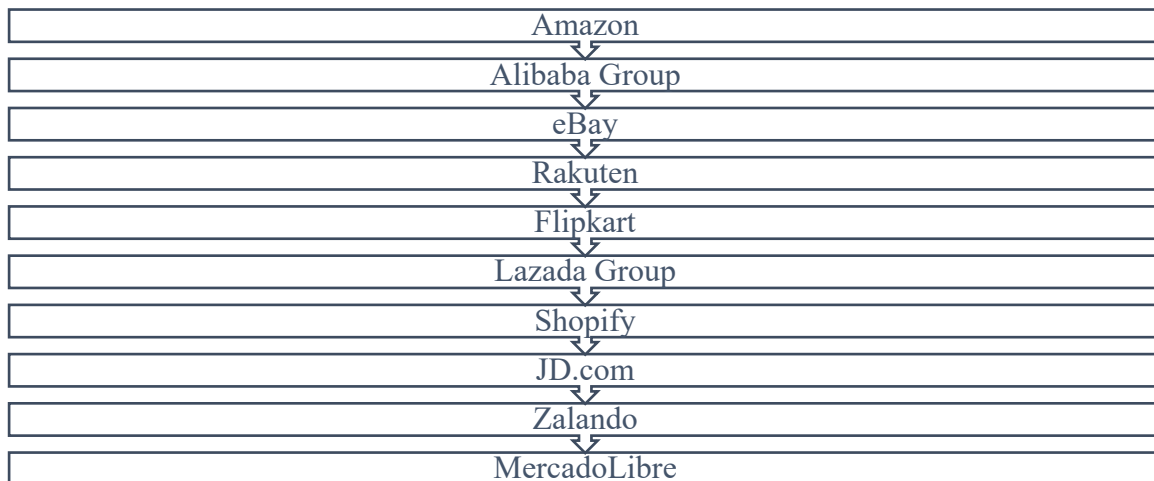 Amazon
Alibaba Group
eBay
Rakuten
Flipkart
Lazada Group
Shopify
JD.com
Zalando
MercadoLibre